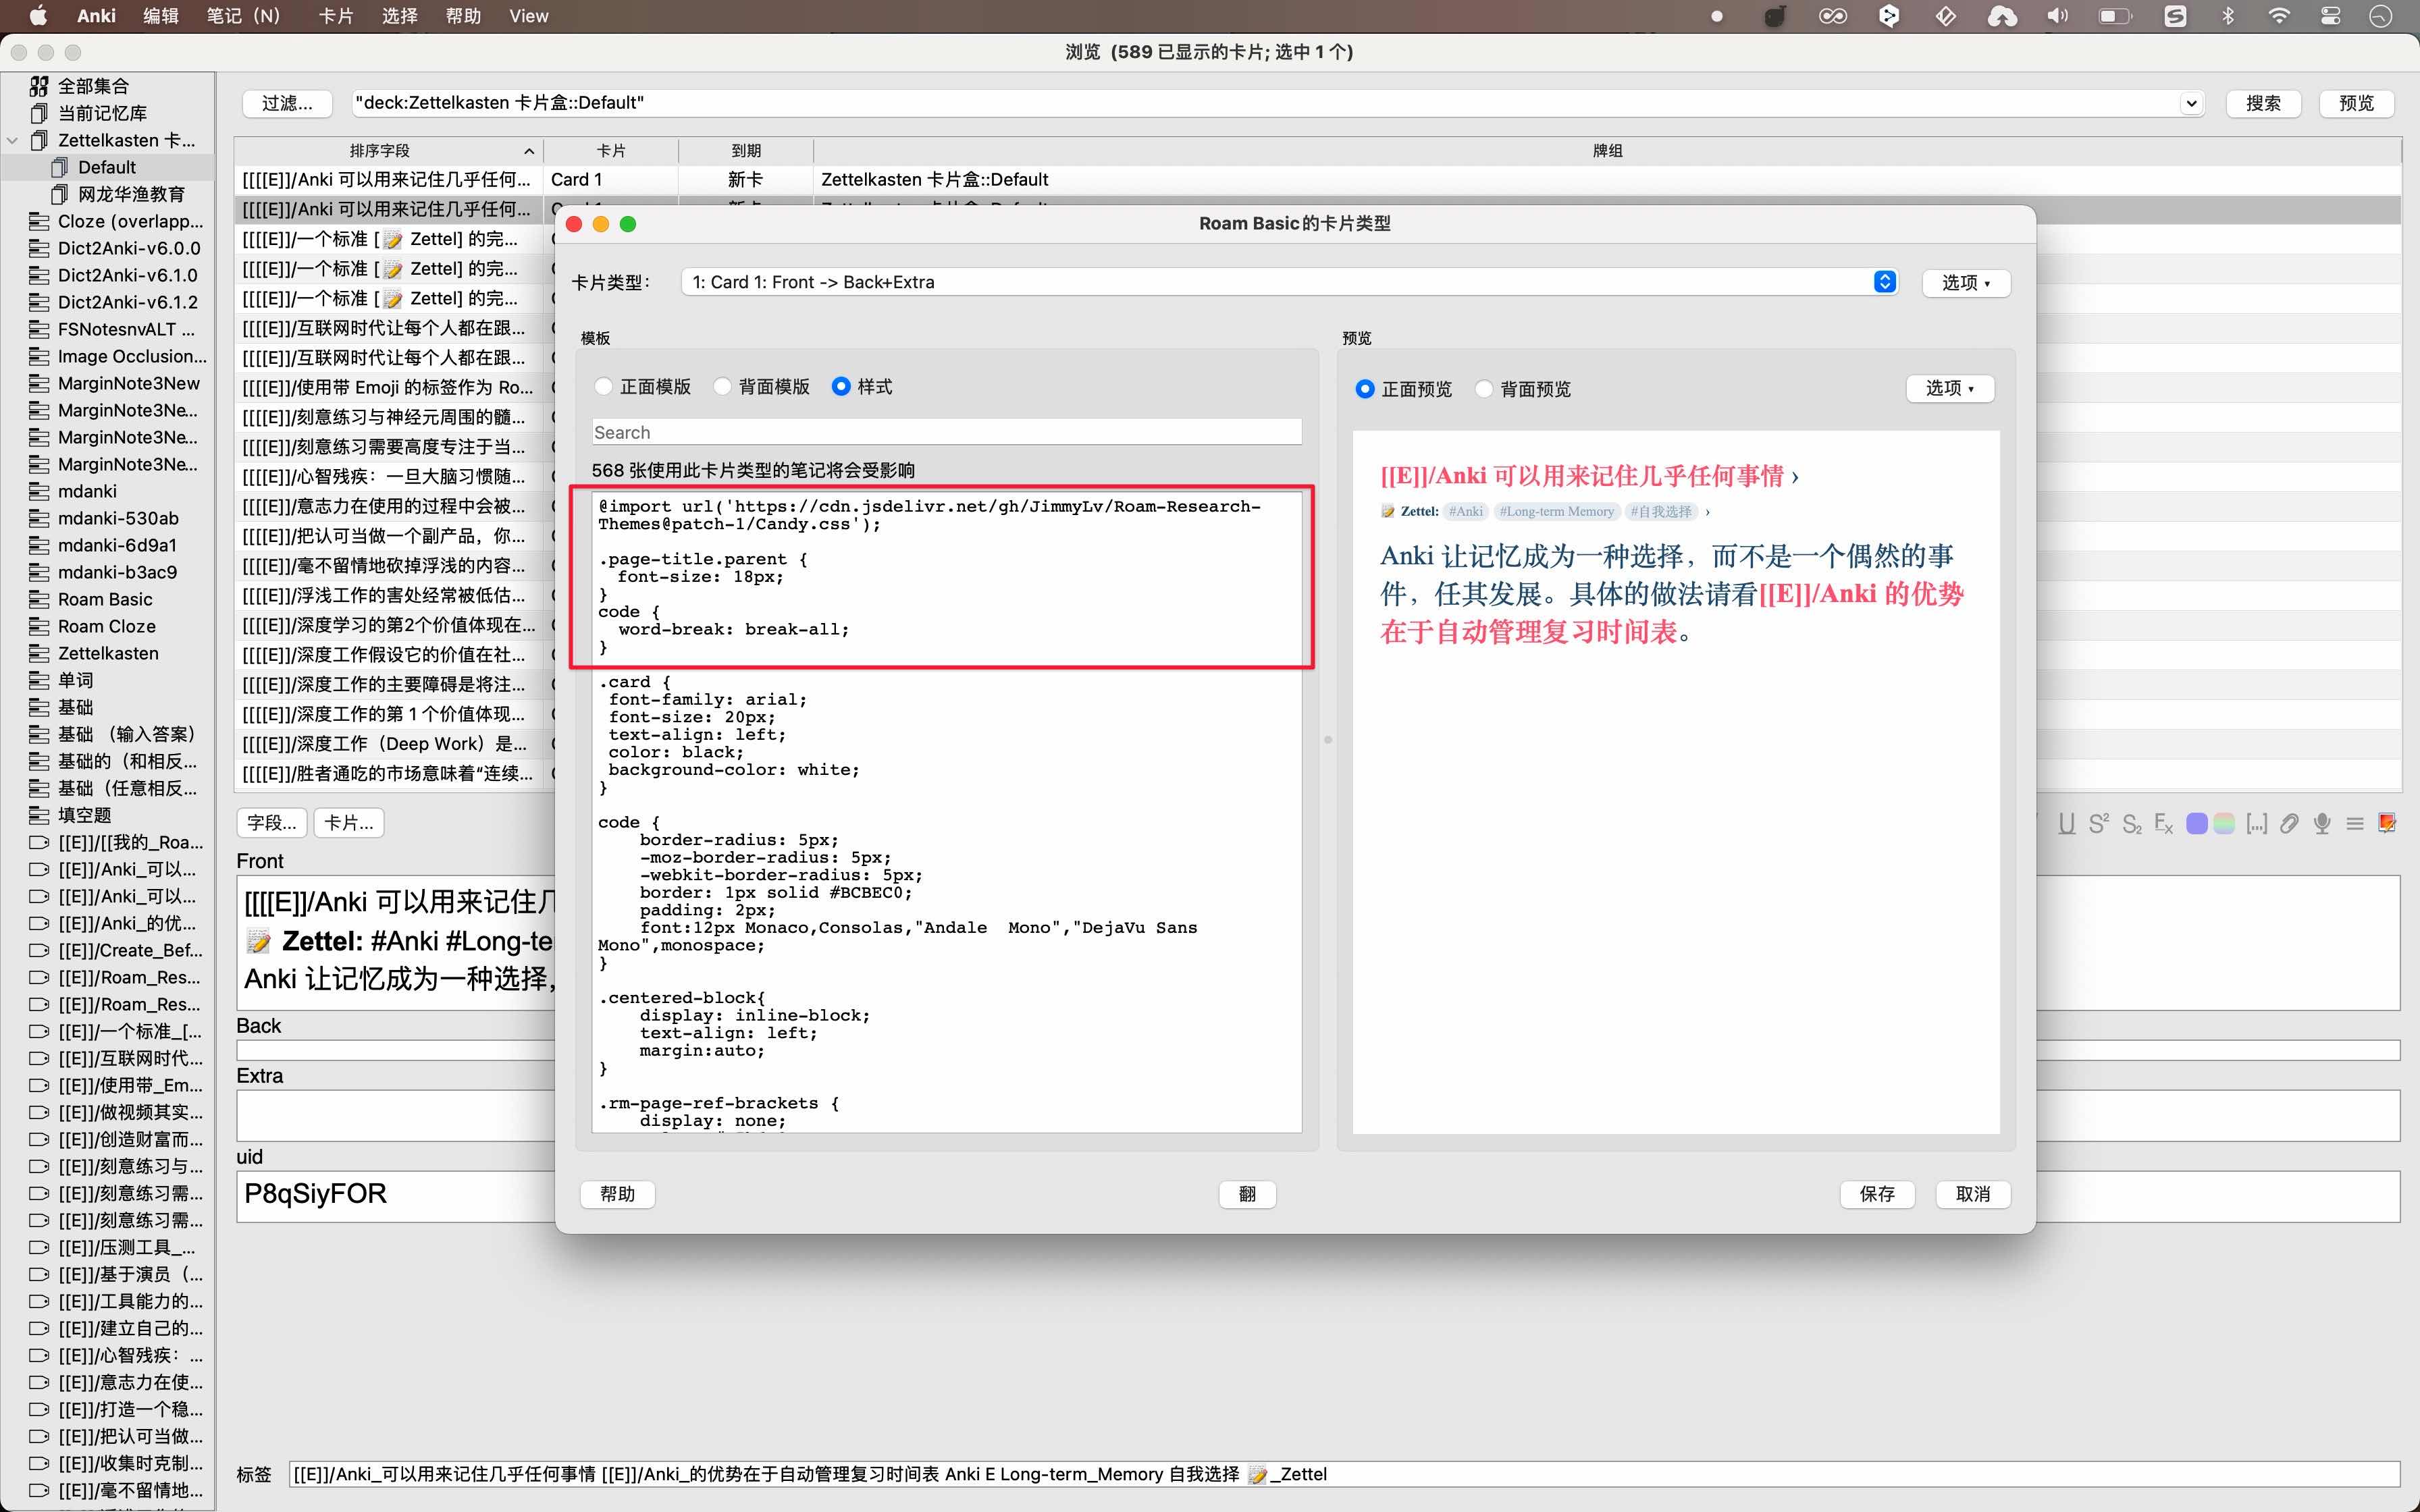 Anki 编辑 笔记（N） 卡片 选择 帮助 View
浏览（589 已显示的卡片; 选中 1 个）
全部集合
当前记忆库
Zettelkasten 卡...
Default
网龙华渔教育
Cloze (overlapp...
Dict2Anki-v6.0.0
Dict2Anki-v6.1.0
Dict2Anki-v6.1.2
FSNotesnvALT ...
Image Occlusion...
MarginNote3New
MarginNote3Ne...
MarginNote3Ne...
MarginNote3Ne...
mdanki
mdanki-530ab
mdanki-6d9a1
mdanki-b3ac9
Roam Basic
Roam Cloze
Zettelkasten
单词
基础
基础 （输入答案）
基础的（和相反...
基础（任意相反...
填空题
[[E]]/[[我的_Roa...
[[E]]/Anki_可以...
[[E]]/Anki_可以...
[[E]]/Anki_的优...
[[E]]/Create_Bef...
[[E]]/Roam_Res...
[[E]]/Roam_Res...
[[E]]/一个标准_[...
[[E]]/互联网时代...
[[E]]/使用带_Em...
[[E]]/做视频其实...
[[E]]/创造财富而...
[[E]]/刻意练习与...
[[E]]/刻意练习需...
[[E]]/刻意练习需...
[[E]]/压测工具_...
[[E]]/基于演员（...
[[E]]/工具能力的...
[[E]]/建立自己的...
[[E]]/心智残疾：...
[[E]]/意志力在使...
[[E]]/打造一个稳...
[[E]]/把认可当做...
[[E]]/收集时克制...
[[E]]/毫不留情地...
过滤... "deck:Zettelkasten 卡片盒::Default" 搜索 预览
排序字段 卡片 到期 牌组
[[[[E]]/Anki 可以用来记住几乎任何... Card 1 新卡 Zettelkasten 卡片盒::Default
[[[[E]]/Anki 可以用来记住几乎任何...
[[[[E]]/一个标准 [📝 Zettel] 的完...
[[[[E]]/一个标准 [📝 Zettel] 的完...
[[[[E]]/一个标准 [📝 Zettel] 的完...
[[[[E]]/互联网时代让每个人都在跟...
[[[[E]]/互联网时代让每个人都在跟...
[[[[E]]/使用带 Emoji 的标签作为 Ro...
[[[[E]]/刻意练习与神经元周围的髓...
[[[[E]]/刻意练习需要高度专注于当...
[[[[E]]/心智残疾：一旦大脑习惯随...
[[[[E]]/意志力在使用的过程中会被...
[[[[E]]/把认可当做一个副产品，你...
[[[[E]]/毫不留情地砍掉浮浅的内容...
[[[[E]]/浮浅工作的害处经常被低估...
[[[[E]]/深度学习的第2个价值体现在...
[[[[E]]/深度工作假设它的价值在社...
[[[[E]]/深度工作的主要障碍是将注...
[[[[E]]/深度工作的第 1 个价值体现...
[[[[E]]/深度工作（Deep Work）是...
[[[[E]]/胜者通吃的市场意味着“连续...
字段... 卡片...
Front
[[[[E]]/Anki 可以用来记住几
📝 Zettel: #Anki #Long-te
Anki 让记忆成为一种选择，
Back
Extra
uid
P8qSiyFOR
标签 [[E]]/Anki_可以用来记住几乎任何事情 [[E]]/Anki_的优势在于自动管理复习时间表 Anki E Long-term_Memory 自我选择 📝_Zettel
Roam Basic的卡片类型
卡片类型： 1: Card 1: Front -> Back+Extra 选项
模板
正面模版 背面模版 样式
Search
568 张使用此卡片类型的笔记将会受影响
@import url('https://cdn.jsdelivr.net/gh/JimmyLv/Roam-Research-
Themes@patch-1/Candy.css');
.page-title.parent {
font-size: 18px;
}
code {
word-break: break-all;
}
.card {
font-family: arial;
font-size: 20px;
text-align: left;
color: black;
background-color: white;
}
code {
border-radius: 5px;
-moz-border-radius: 5px;
-webkit-border-radius: 5px;
border: 1px solid #BCBEC0;
padding: 2px;
font:12px Monaco,Consolas,"Andale  Mono","DejaVu Sans
Mono",monospace;
}
.centered-block{
display: inline-block;
text-align: left;
margin:auto;
}
.rm-page-ref-brackets {
display: none;
预览
正面预览 背面预览 选项
[[E]]/Anki 可以用来记住几乎任何事情 ›
📝 Zettel: #Anki #Long-term Memory #自我选择 ›
Anki 让记忆成为一种选择，而不是一个偶然的事
件，任其发展。具体的做法请看[[E]]/Anki 的优势
在于自动管理复习时间表。
帮助 翻 保存 取消